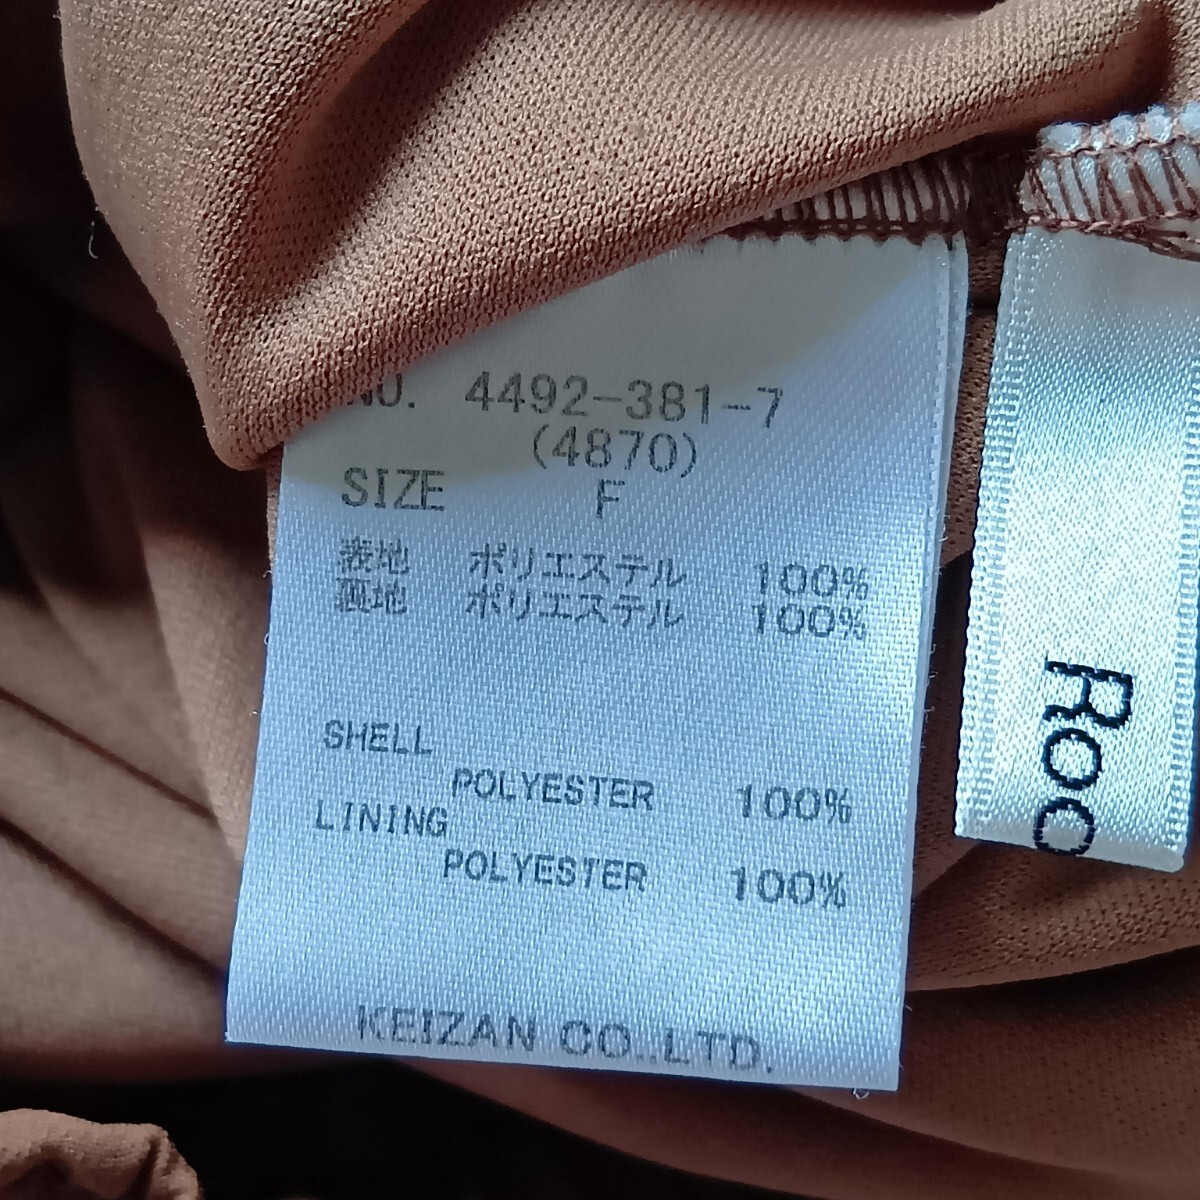 NO. 4492-381-7
(4870)
SIZE F
表地 ポリエステル 100%
裏地 ポリエステル 100%
SHELL
POLYESTER 100%
LINING
POLYESTER 100%
KEIZAN CO.,LTD.
Roc